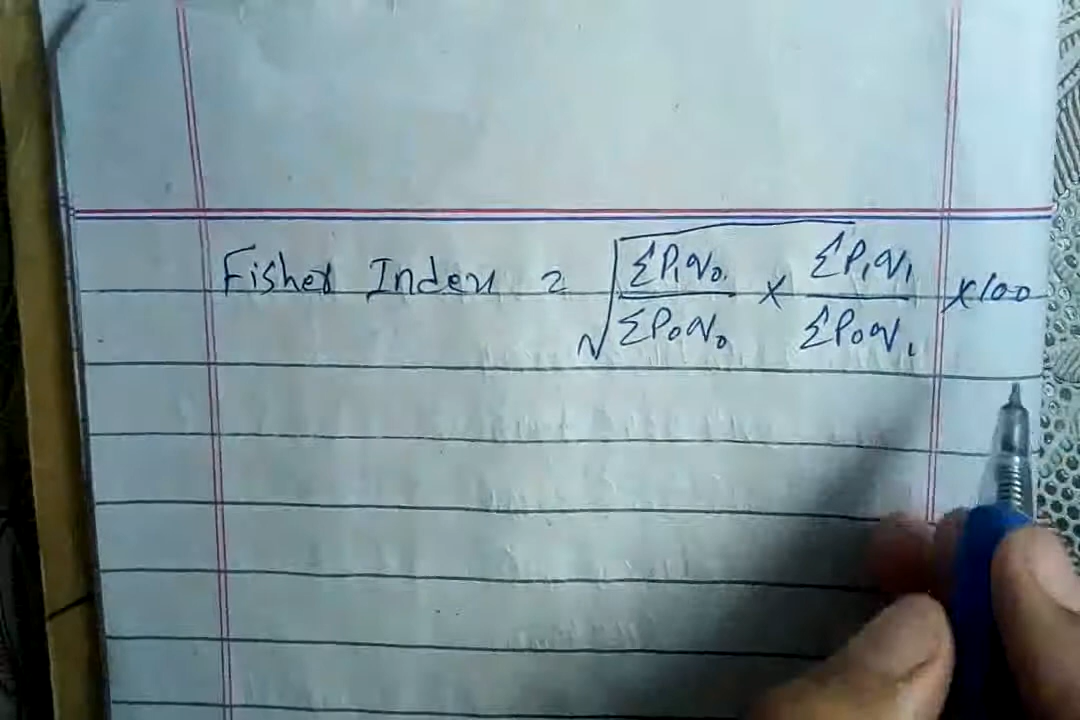 Fisher Index = √(ΣP₁q₀ / ΣP₀q₀ × ΣP₁q₁ / ΣP₀q₁) ×100